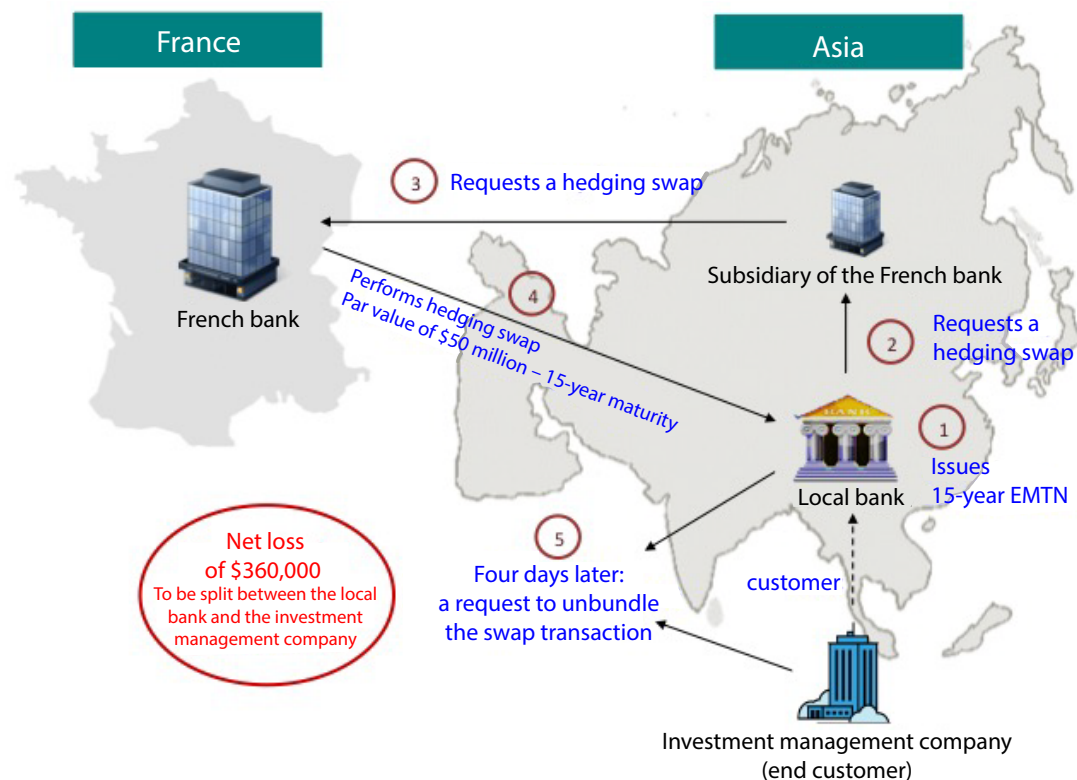 France
Asia
3
Requests a hedging swap
French bank
Subsidiary of the French bank
4
Performs hedging swap
Par value of $50 million – 15-year maturity
2
Requests a
hedging swap
BANK
1
Issues
15-year EMTN
Local bank
Net loss
of $360,000
To be split between the local
bank and the investment
management company
5
Four days later:
a request to unbundle
the swap transaction
customer
Investment management company
(end customer)